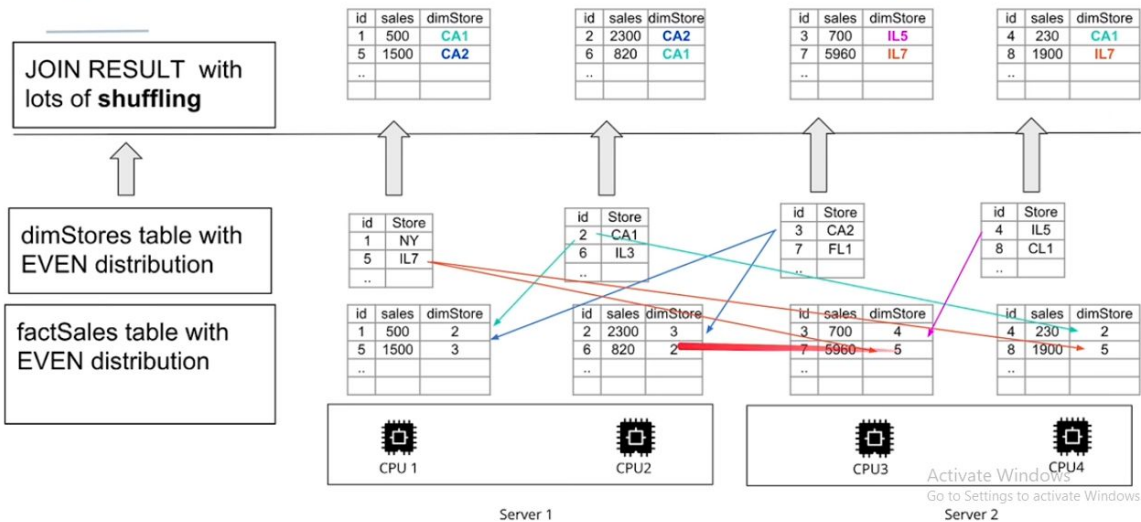 id sales dimStore
1 500 CA1
5 1500 CA2
..
id sales dimStore
2 2300 CA2
6 820 CA1
..
id sales dimStore
3 700 IL5
7 5960 IL7
..
id sales dimStore
4 230 CA1
8 1900 IL7
..
JOIN RESULT with
lots of shuffling
dimStores table with
EVEN distribution
id Store
1 NY
5 IL7
..
id Store
2 CA1
6 IL3
..
id Store
3 CA2
7 FL1
..
id Store
4 IL5
8 CL1
..
factSales table with
EVEN distribution
id sales dimStore
1 500 2
5 1500 3
..
id sales dimStore
2 2300 3
6 820 2
..
id sales dimStore
3 700 4
7 5960 5
..
id sales dimStore
4 230 2
8 1900 5
..
CPU 1
CPU2
CPU3
CPU4
Server 1
Server 2
Activate Windows
Go to Settings to activate Windows